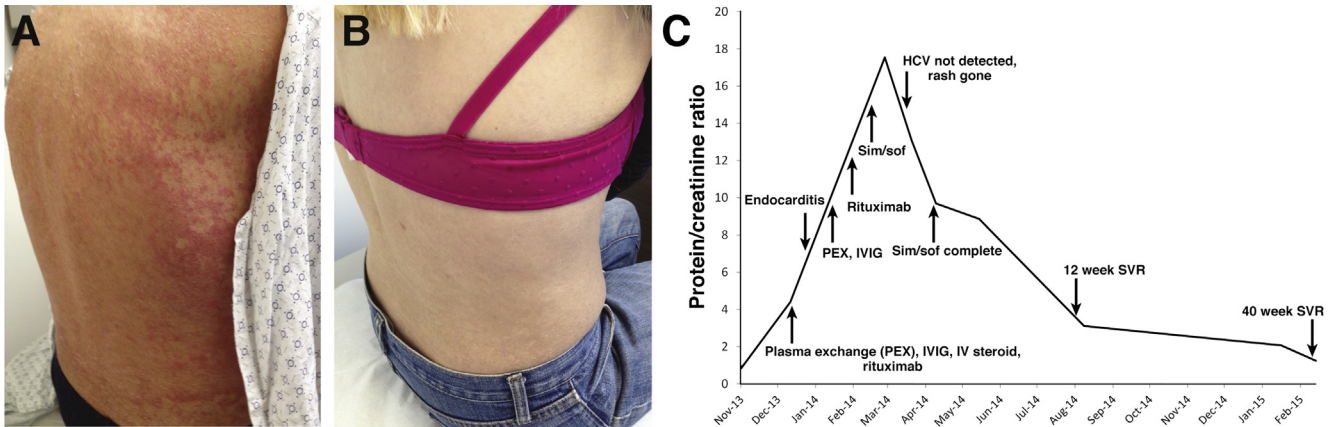 A
B
C
Protein/creatinine ratio
20
18
16
14
12
10
8
6
4
2
0
HCV not detected,
rash gone
Sim/sof
Endocarditis
Rituximab
PEX, IVIG
Sim/sof complete
12 week SVR
40 week SVR
Plasma exchange (PEX), IVIG, IV steroid,
rituximab
Nov-13
Dec-13
Jan-14
Feb-14
Mar-14
Apr-14
May-14
Jun-14
Jul-14
Aug-14
Sep-14
Oct-14
Nov-14
Dec-14
Jan-15
Feb-15